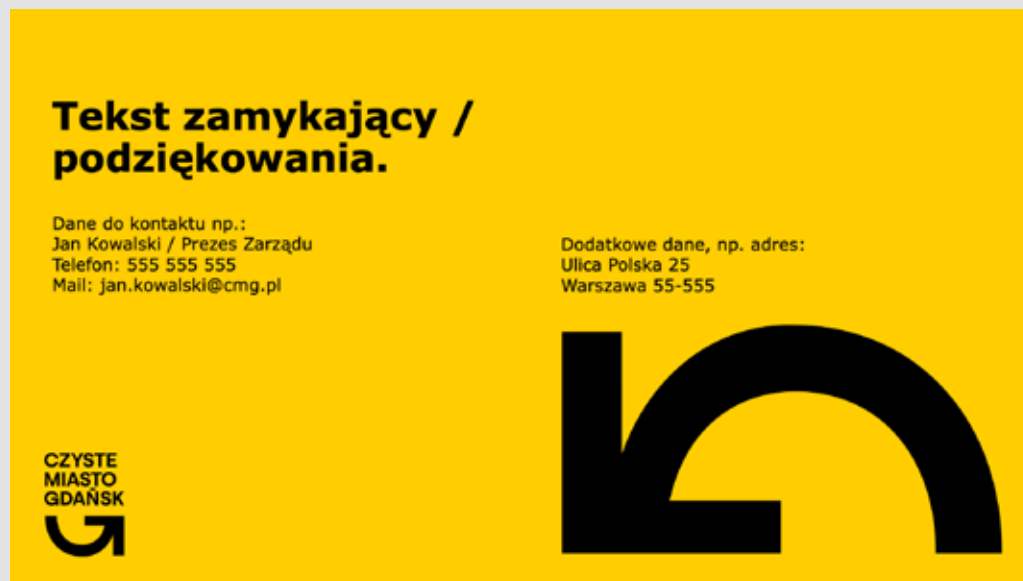 Tekst zamykający /
podziękowania.
Dane do kontaktu np.:
Jan Kowalski / Prezes Zarządu
Telefon: 555 555 555
Mail: jan.kowalski@cmg.pl
Dodatkowe dane, np. adres:
Ulica Polska 25
Warszawa 55-555
CZYSTE
MIASTO
GDAŃSK